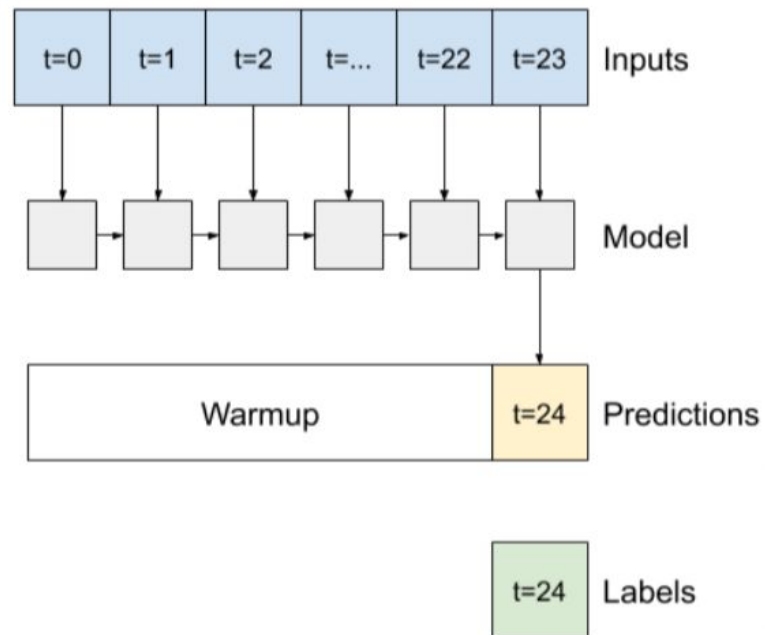 t=0 t=1 t=2 t=... t=22 t=23 Inputs
Model
Warmup t=24 Predictions
t=24 Labels